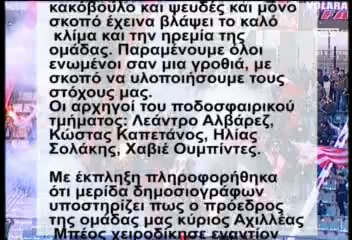 VOLARA
κακόβουλο και ψευδές και μόνο
σκοπό έχεινα βλάψει το καλό
κλίμα και την ηρεμία της
ομάδας. Παραμένουμε όλοι
ενωμένοι σαν μια γροθιά, με
σκοπό να υλοποιήσουμε τους
στόχους μας.
Οι αρχηγοί του ποδοσφαιρικού
τμήματος: Λεάντρο Αλβάρεζ,
Κώστας Καπετάνος, Ηλίας
Σολάκης, Χαβιέ Ουμπίντες.
Με έκπληξη πληροφορήθηκα
ότι μερίδα δημοσιογράφων
υποστηρίζει πως ο πρόεδρος
της ομάδας μας κύριος Αχιλλέας
Μπέος χειροδίκησε εναντίον